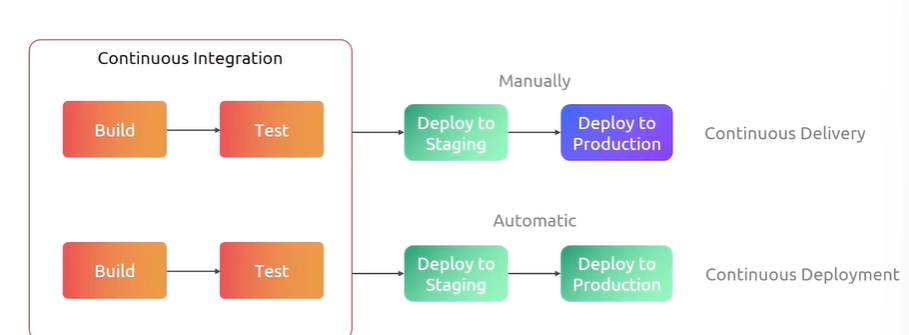 Continuous Integration
Manually
Build
Test
Deploy to
Staging
Deploy to
Production
Continuous Delivery
Automatic
Build
Test
Deploy to
Staging
Deploy to
Production
Continuous Deployment